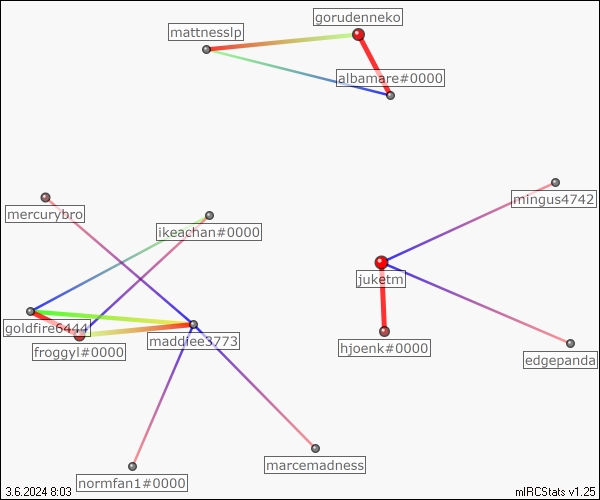 gorudenneko
mattnesslp
albamare#0000
mingus4742
mercurybro
ikeachan#0000
juketm
goldfire6444
maddiee3773
froggyl#0000
hjoenk#0000
edgepanda
marcemadness
normfan1#0000
3.6.2024 8:03
mIRCStats v1.25